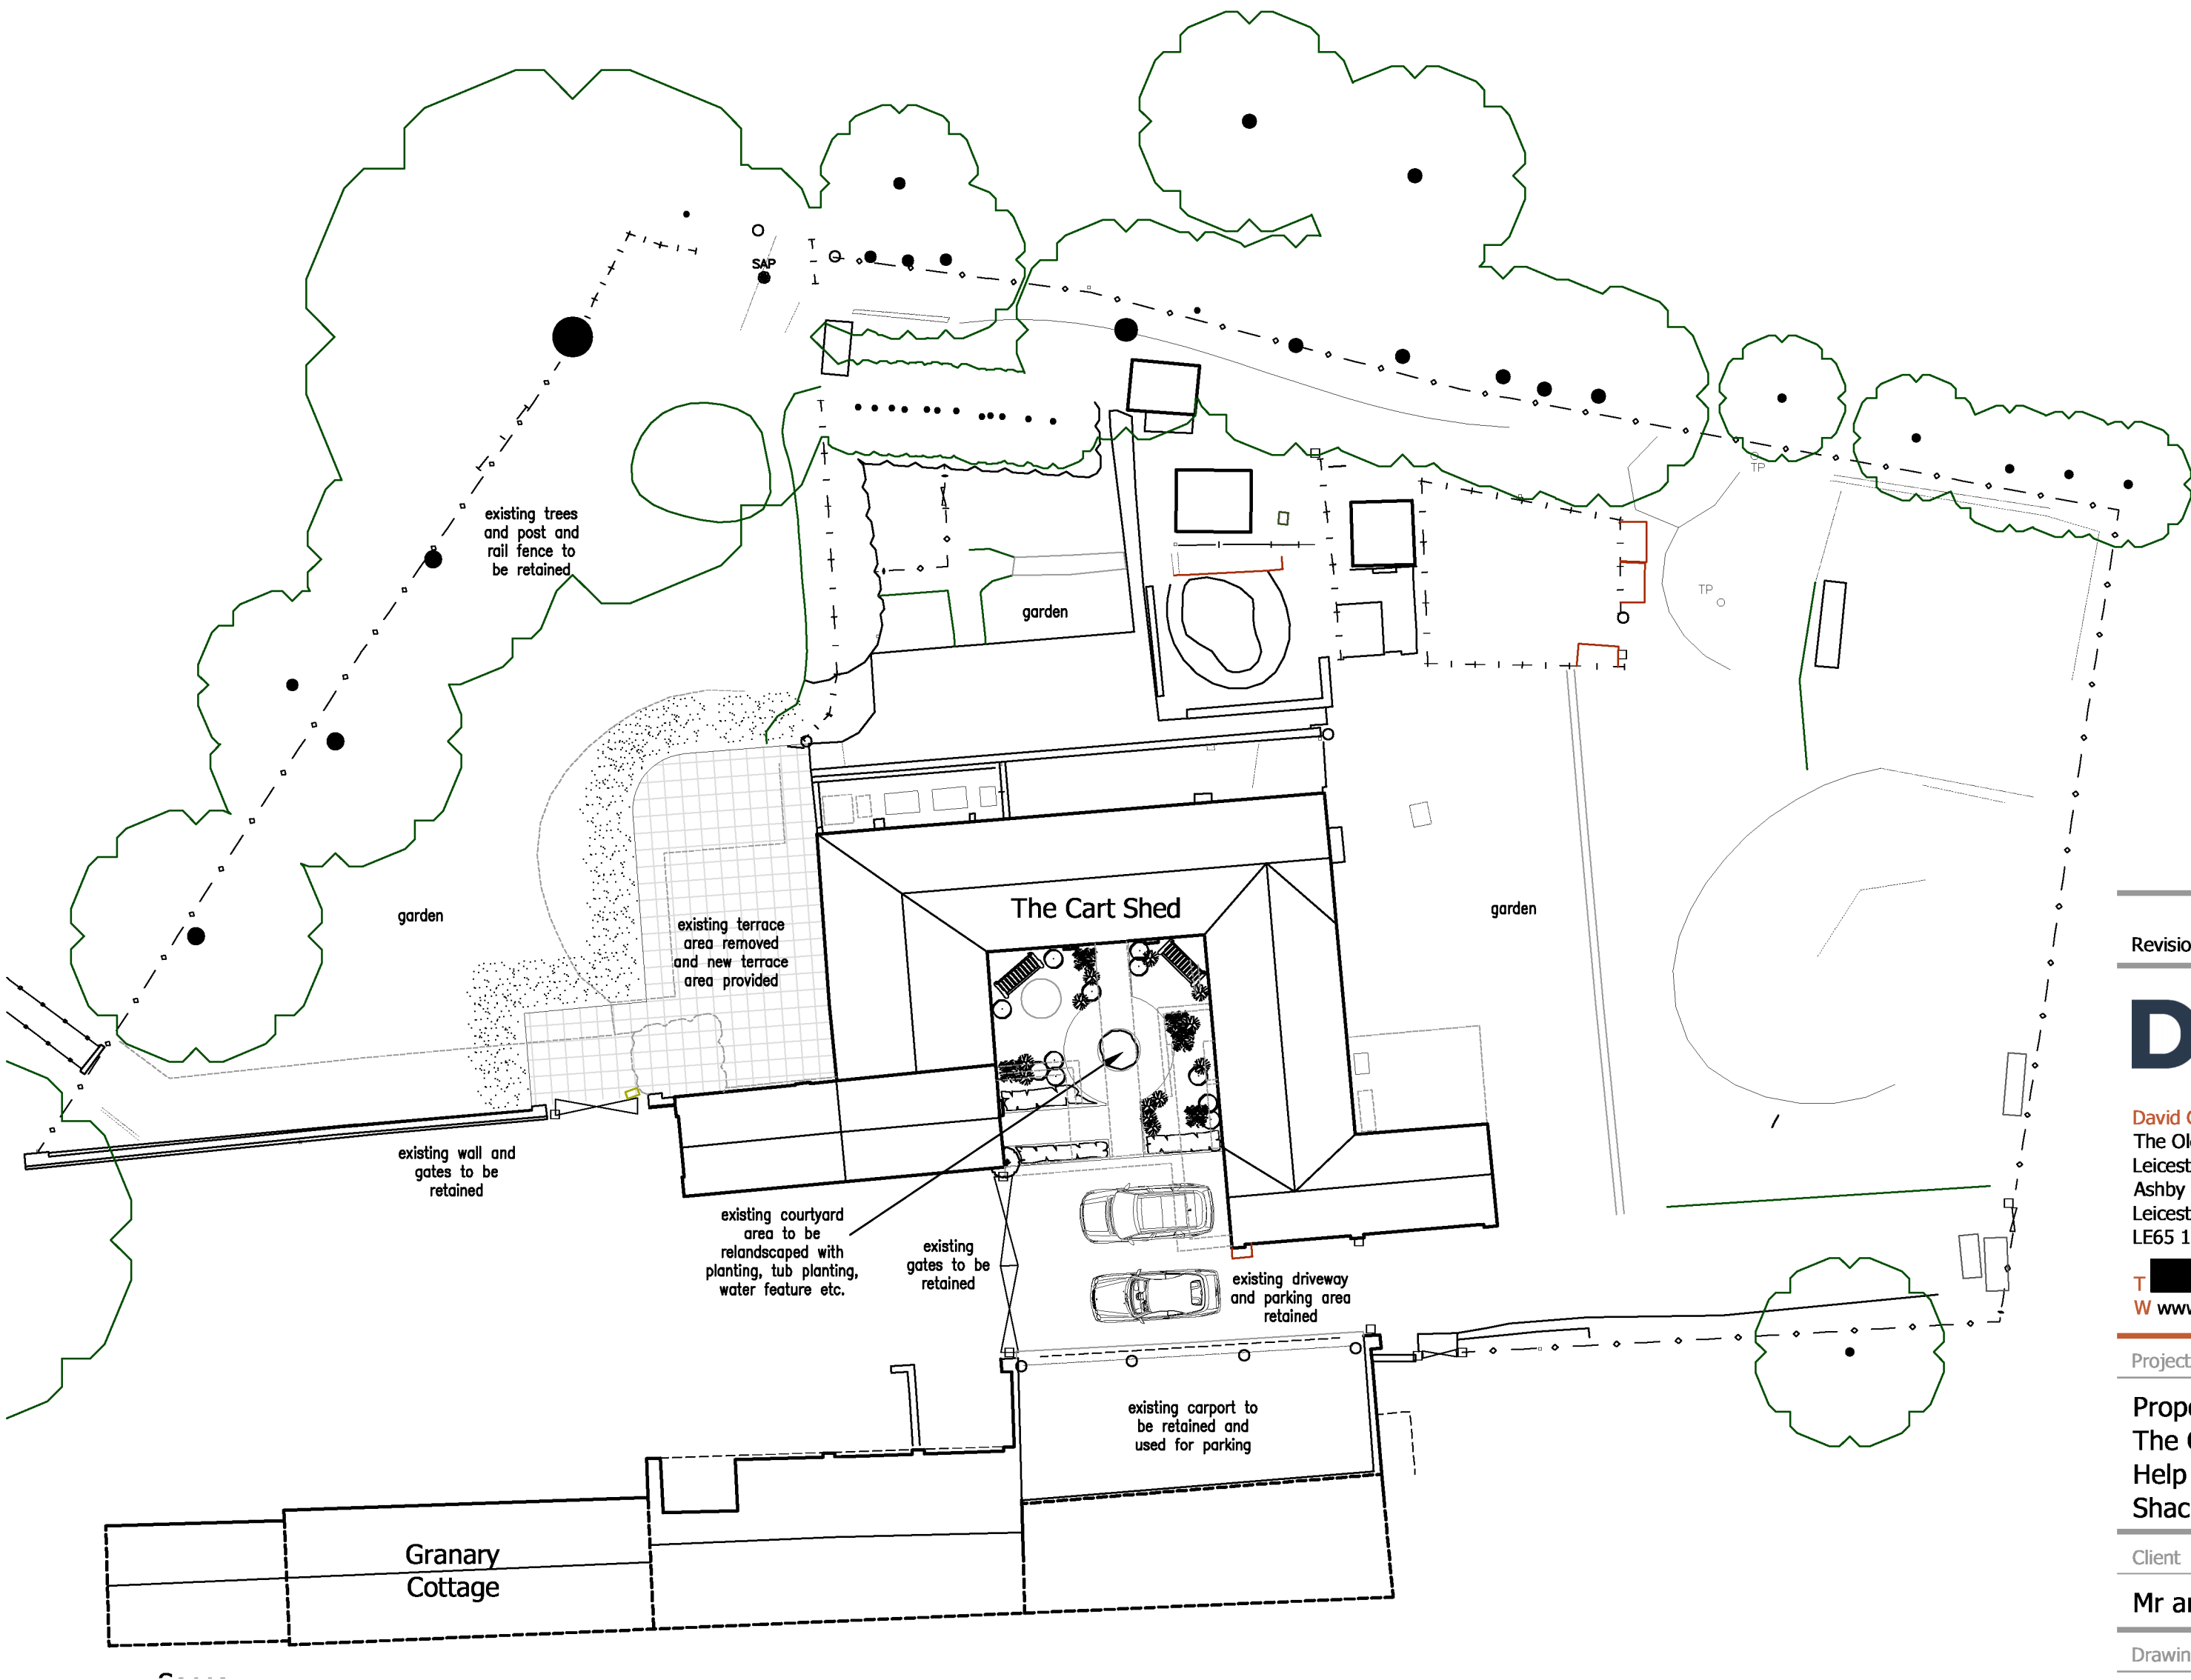 SAP
existing trees
and post and
rail fence to
be retained
TP
TP
garden
garden
The Cart Shed
garden
existing terrace
area removed
and new terrace
area provided
existing wall and
gates to be
retained
existing courtyard
area to be
relandscaped with
planting, tub planting,
water feature etc.
existing
gates to be
retained
existing driveway
and parking area
retained
existing carport to
be retained and
used for parking
Granary
Cottage
Revisio
D
David
The Ol
Leicest
Ashby
Leicest
LE65 1
T
W www
Project
Prop
The
Help
Shac
Client
Mr a
Drawin